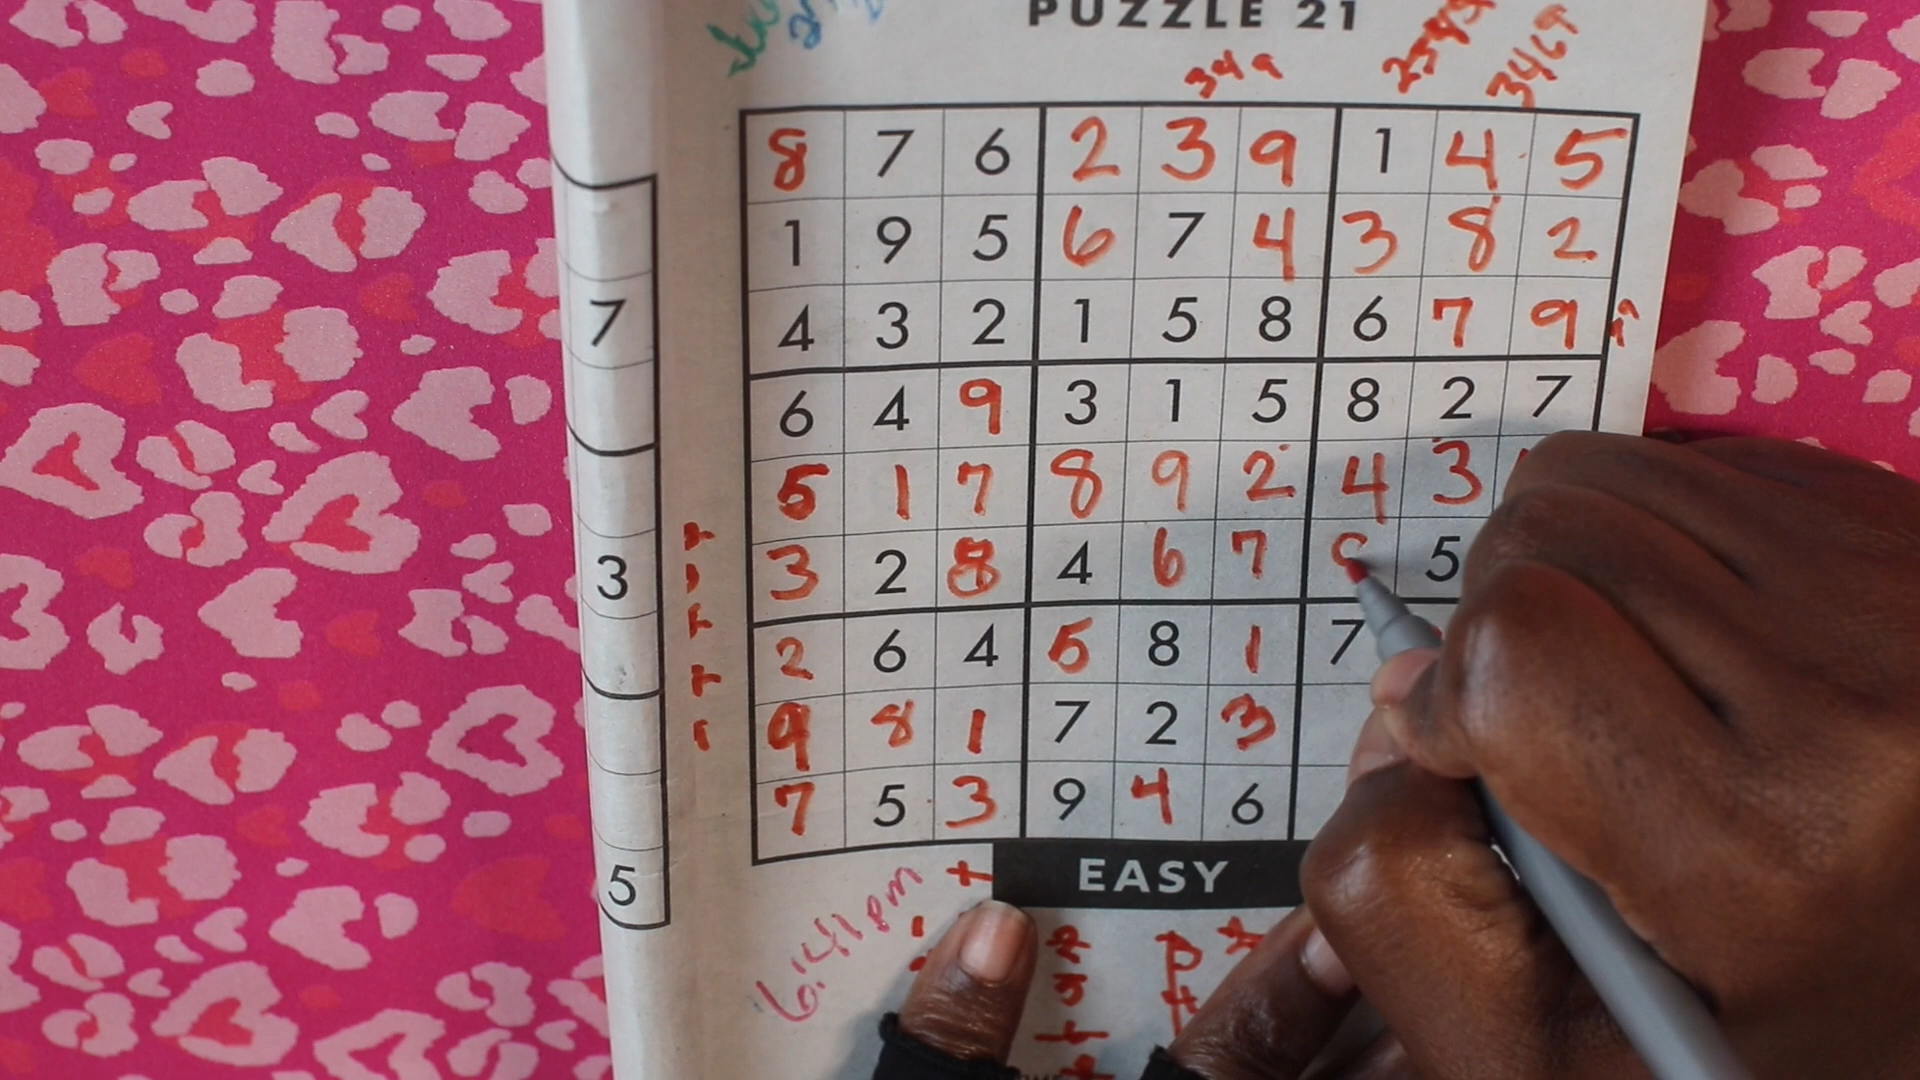 PUZZLE 21
349
3469
8 7 6 2 3 9 1 4 5
1 9 5 6 7 4 3 8 2
7
4 3 2 1 5 8 6 7 9
6 4 9 3 1 5 8 2 7
5 1 7 8 9 2 4 3
3
3 2 8 4 6 7 5
2 6 4 5 8 1 7
9 8 1 7 2 3
7 5 3 9 4 6
5
EASY
6:41pm